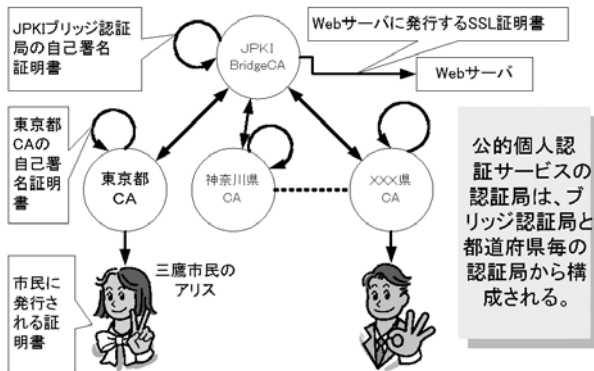 JPKIブリッジ認証
局の自己署名
証明書
JPKI
BridgeCA
Webサーバに発行するSSL証明書
Webサーバ
東京都
CAの
自己署
名証明
書
東京都
CA
神奈川県
CA
XXX県
CA
公的個人認
証サービスの
認証局は、ブ
リッジ認証局と
都道府県毎の
認証局から構
成される。
市民に
発行さ
れる証
明書
三鷹市民の
アリス